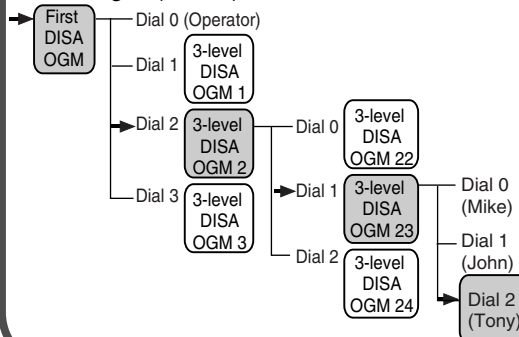 First
DISA
OGM
Dial 0 (Operator)
Dial 1
3-level
DISA
OGM 1
Dial 2
3-level
DISA
OGM 2
Dial 3
3-level
DISA
OGM 3
Dial 0
3-level
DISA
OGM 22
Dial 1
3-level
DISA
OGM 23
Dial 2
3-level
DISA
OGM 24
Dial 0
(Mike)
Dial 1
(John)
Dial 2
(Tony)